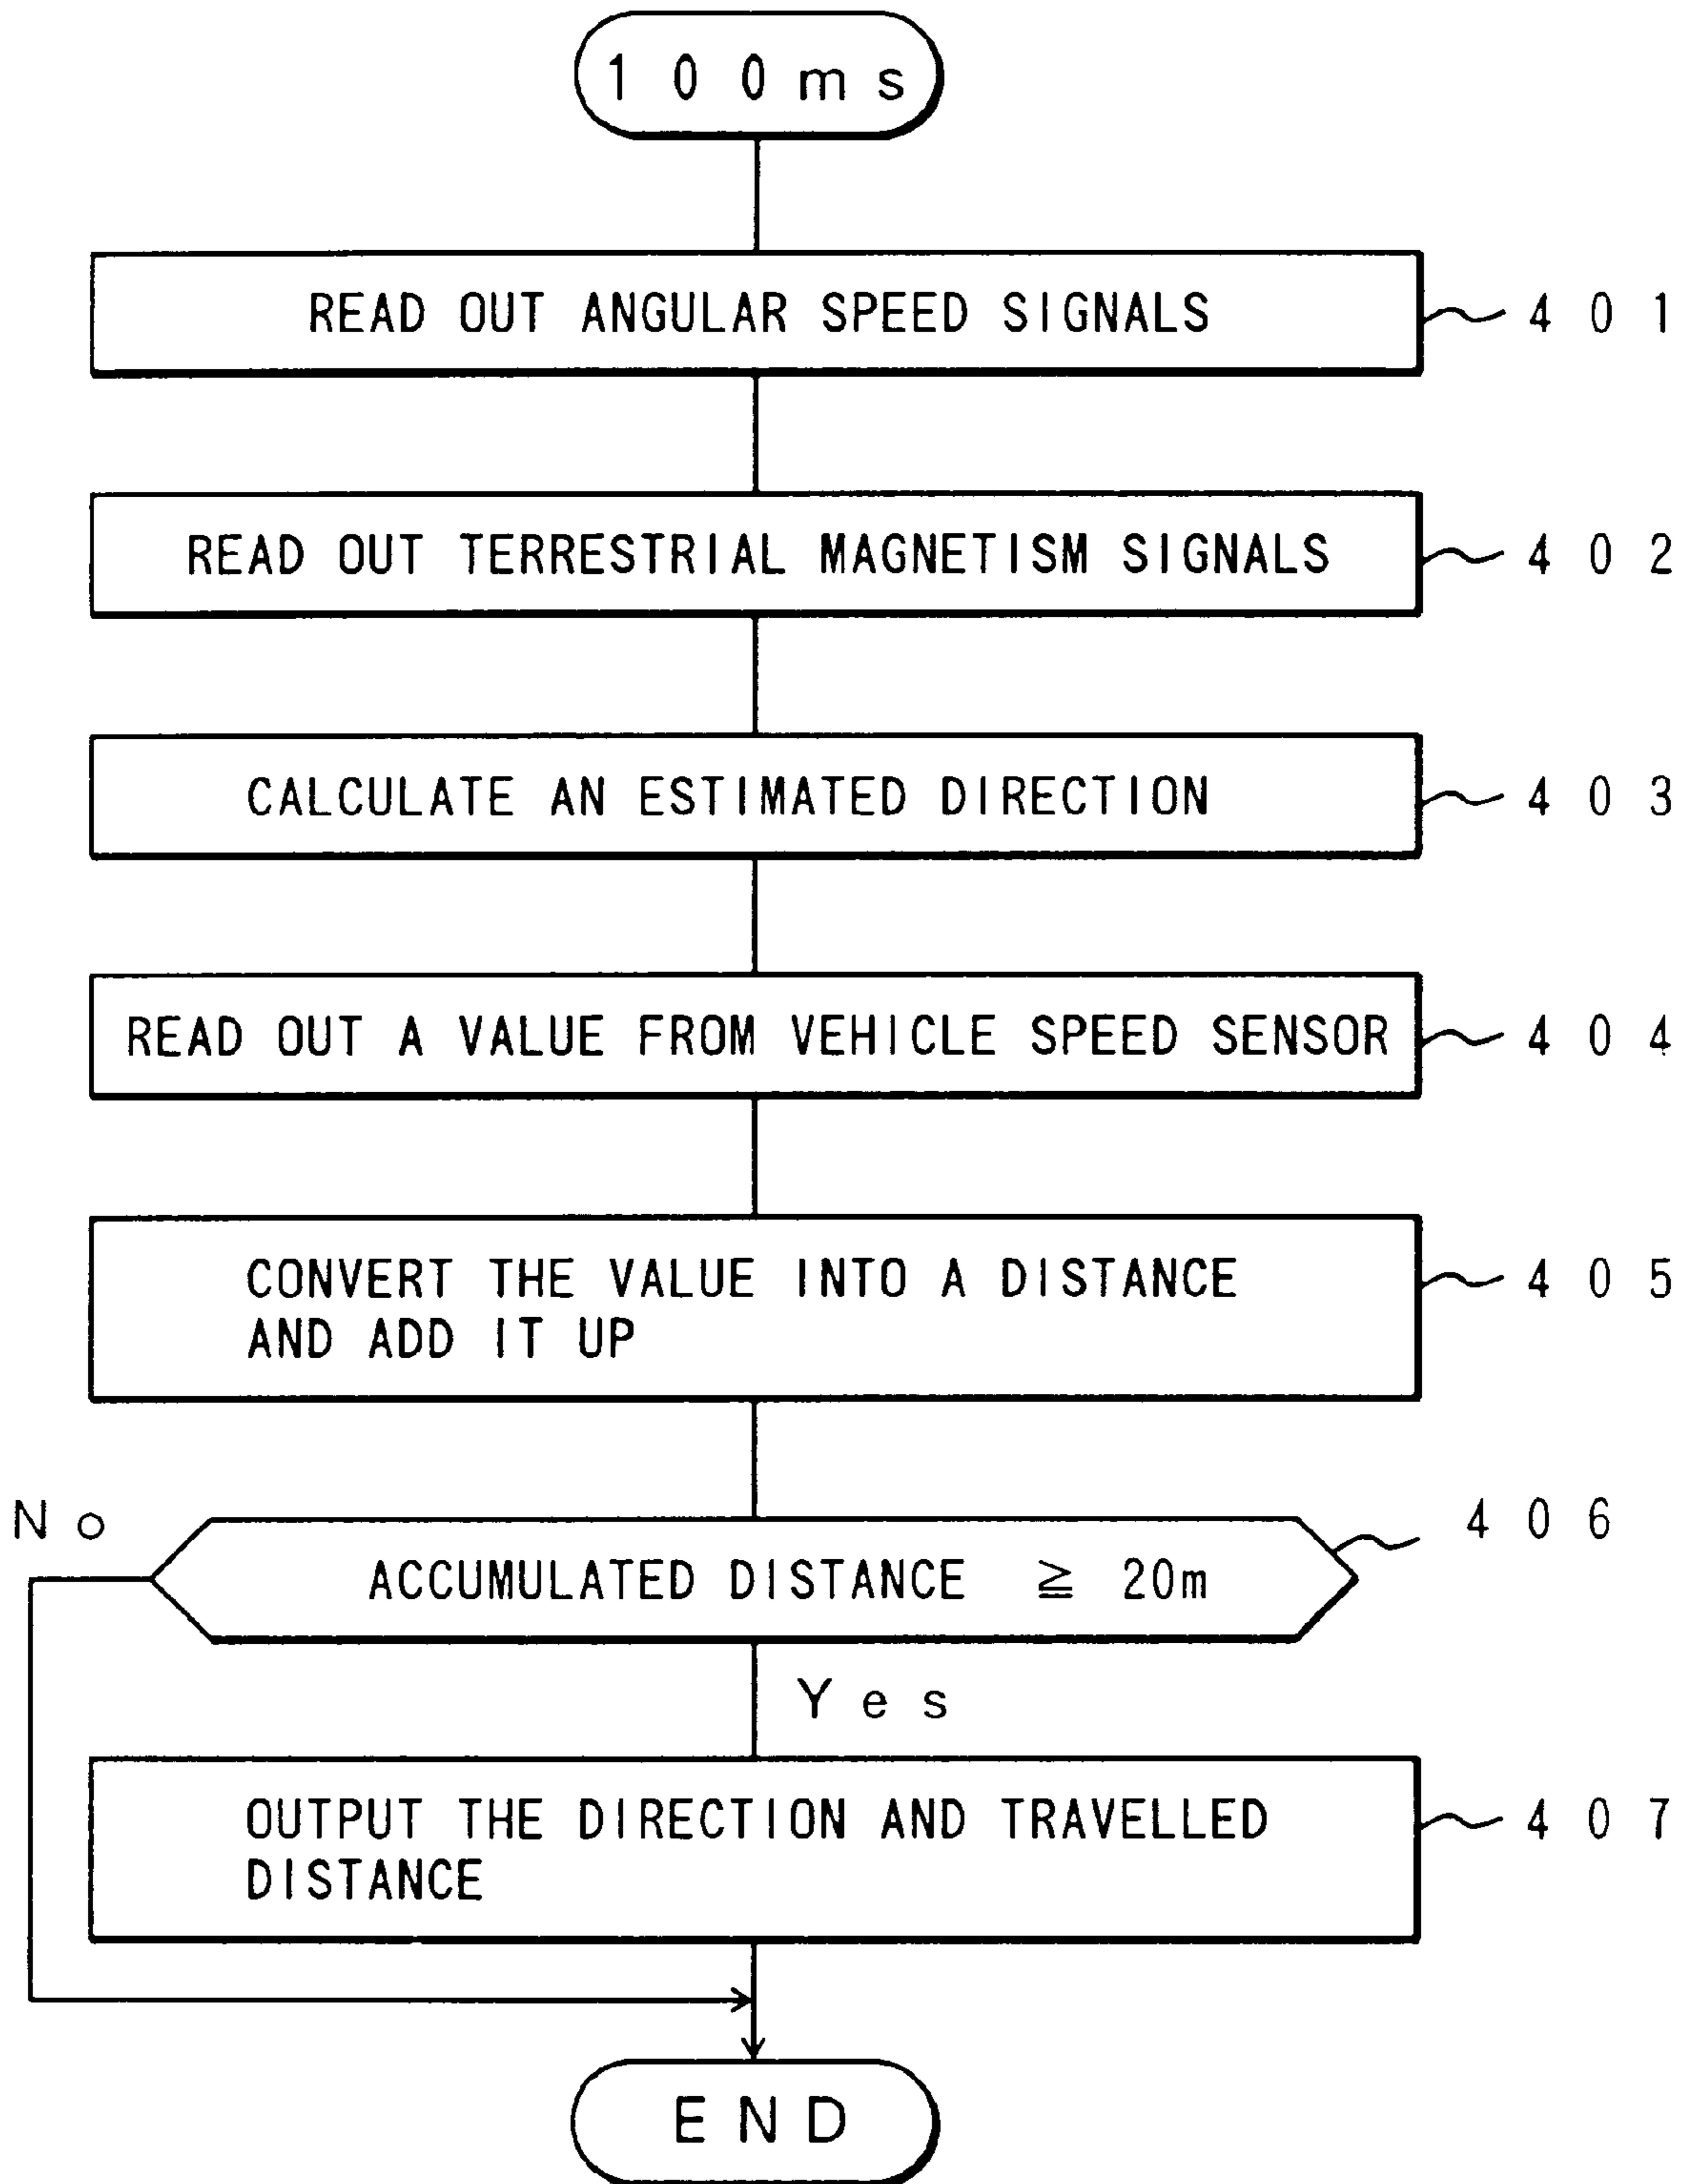 100ms
READ OUT ANGULAR SPEED SIGNALS
401
READ OUT TERRESTRIAL MAGNETISM SIGNALS
402
CALCULATE AN ESTIMATED DIRECTION
403
READ OUT A VALUE FROM VEHICLE SPEED SENSOR
404
CONVERT THE VALUE INTO A DISTANCE
AND ADD IT UP
405
No
406
ACCUMULATED DISTANCE ≧ 20m
Yes
OUTPUT THE DIRECTION AND TRAVELLED
DISTANCE
407
END